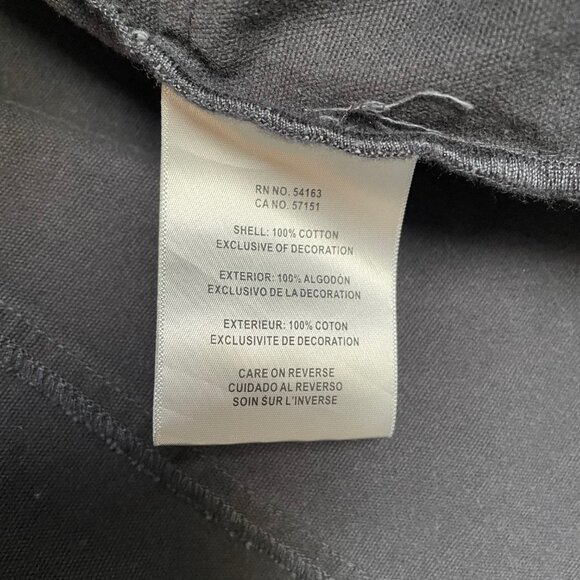 RN NO. 54163
CA NO. 57151
SHELL: 100% COTTON
EXCLUSIVE OF DECORATION
EXTERIOR: 100% ALGODÓN
EXCLUSIVO DE LA DECORATION
EXTERIEUR: 100% COTON
EXCLUSIVITE DE DECORATION
CARE ON REVERSE
CUIDADO AL REVERSO
SOIN SUR L'INVERSE